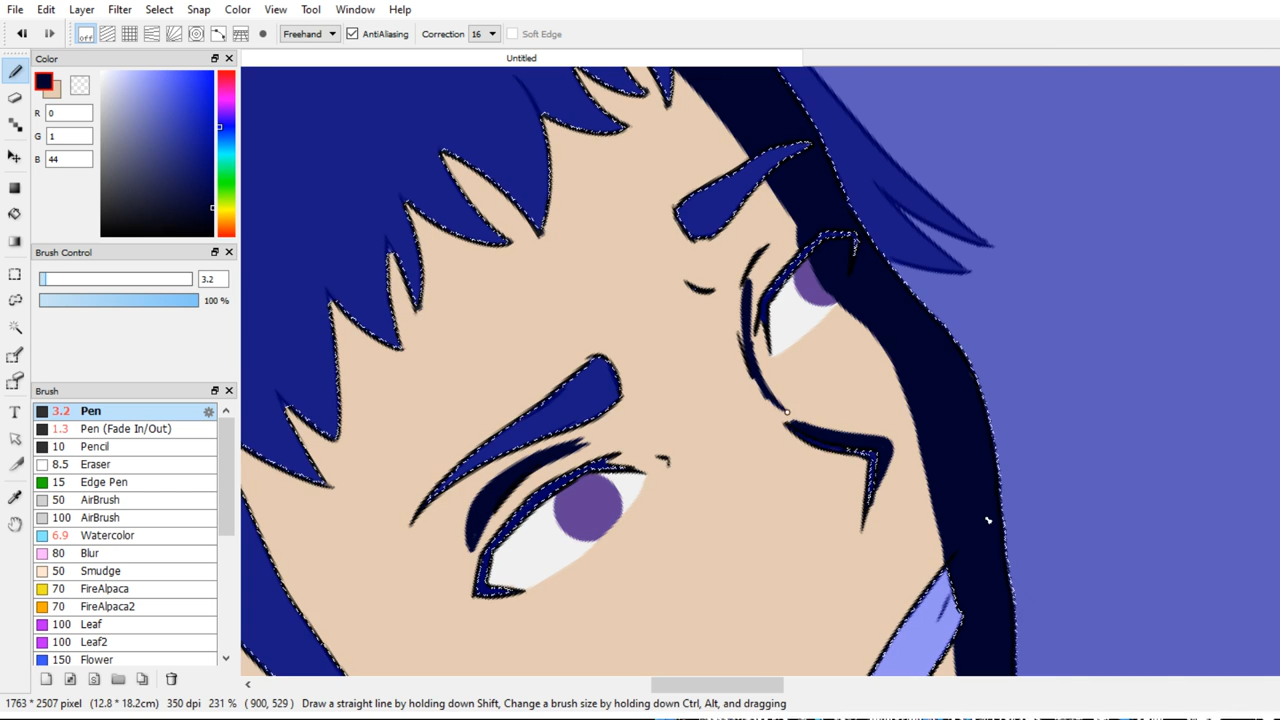 File Edit Layer Filter Select Snap Color View Tool Window Help
off Freehand AntiAliasing Correction 16 Soft Edge
Color
Untitled
R 0
G 1
B 44
Brush Control
3.2
100 %
Brush
3.2 Pen
1.3 Pen (Fade In/Out)
10 Pencil
8.5 Eraser
15 Edge Pen
50 AirBrush
100 AirBrush
6.9 Watercolor
80 Blur
50 Smudge
70 FireAlpaca
70 FireAlpaca2
100 Leaf
100 Leaf2
150 Flower
1763 * 2507 pixel (12.8 * 18.2cm) 350 dpi 231 % ( 900, 529 ) Draw a straight line by holding down Shift, Change a brush size by holding down Ctrl, Alt, and dragging